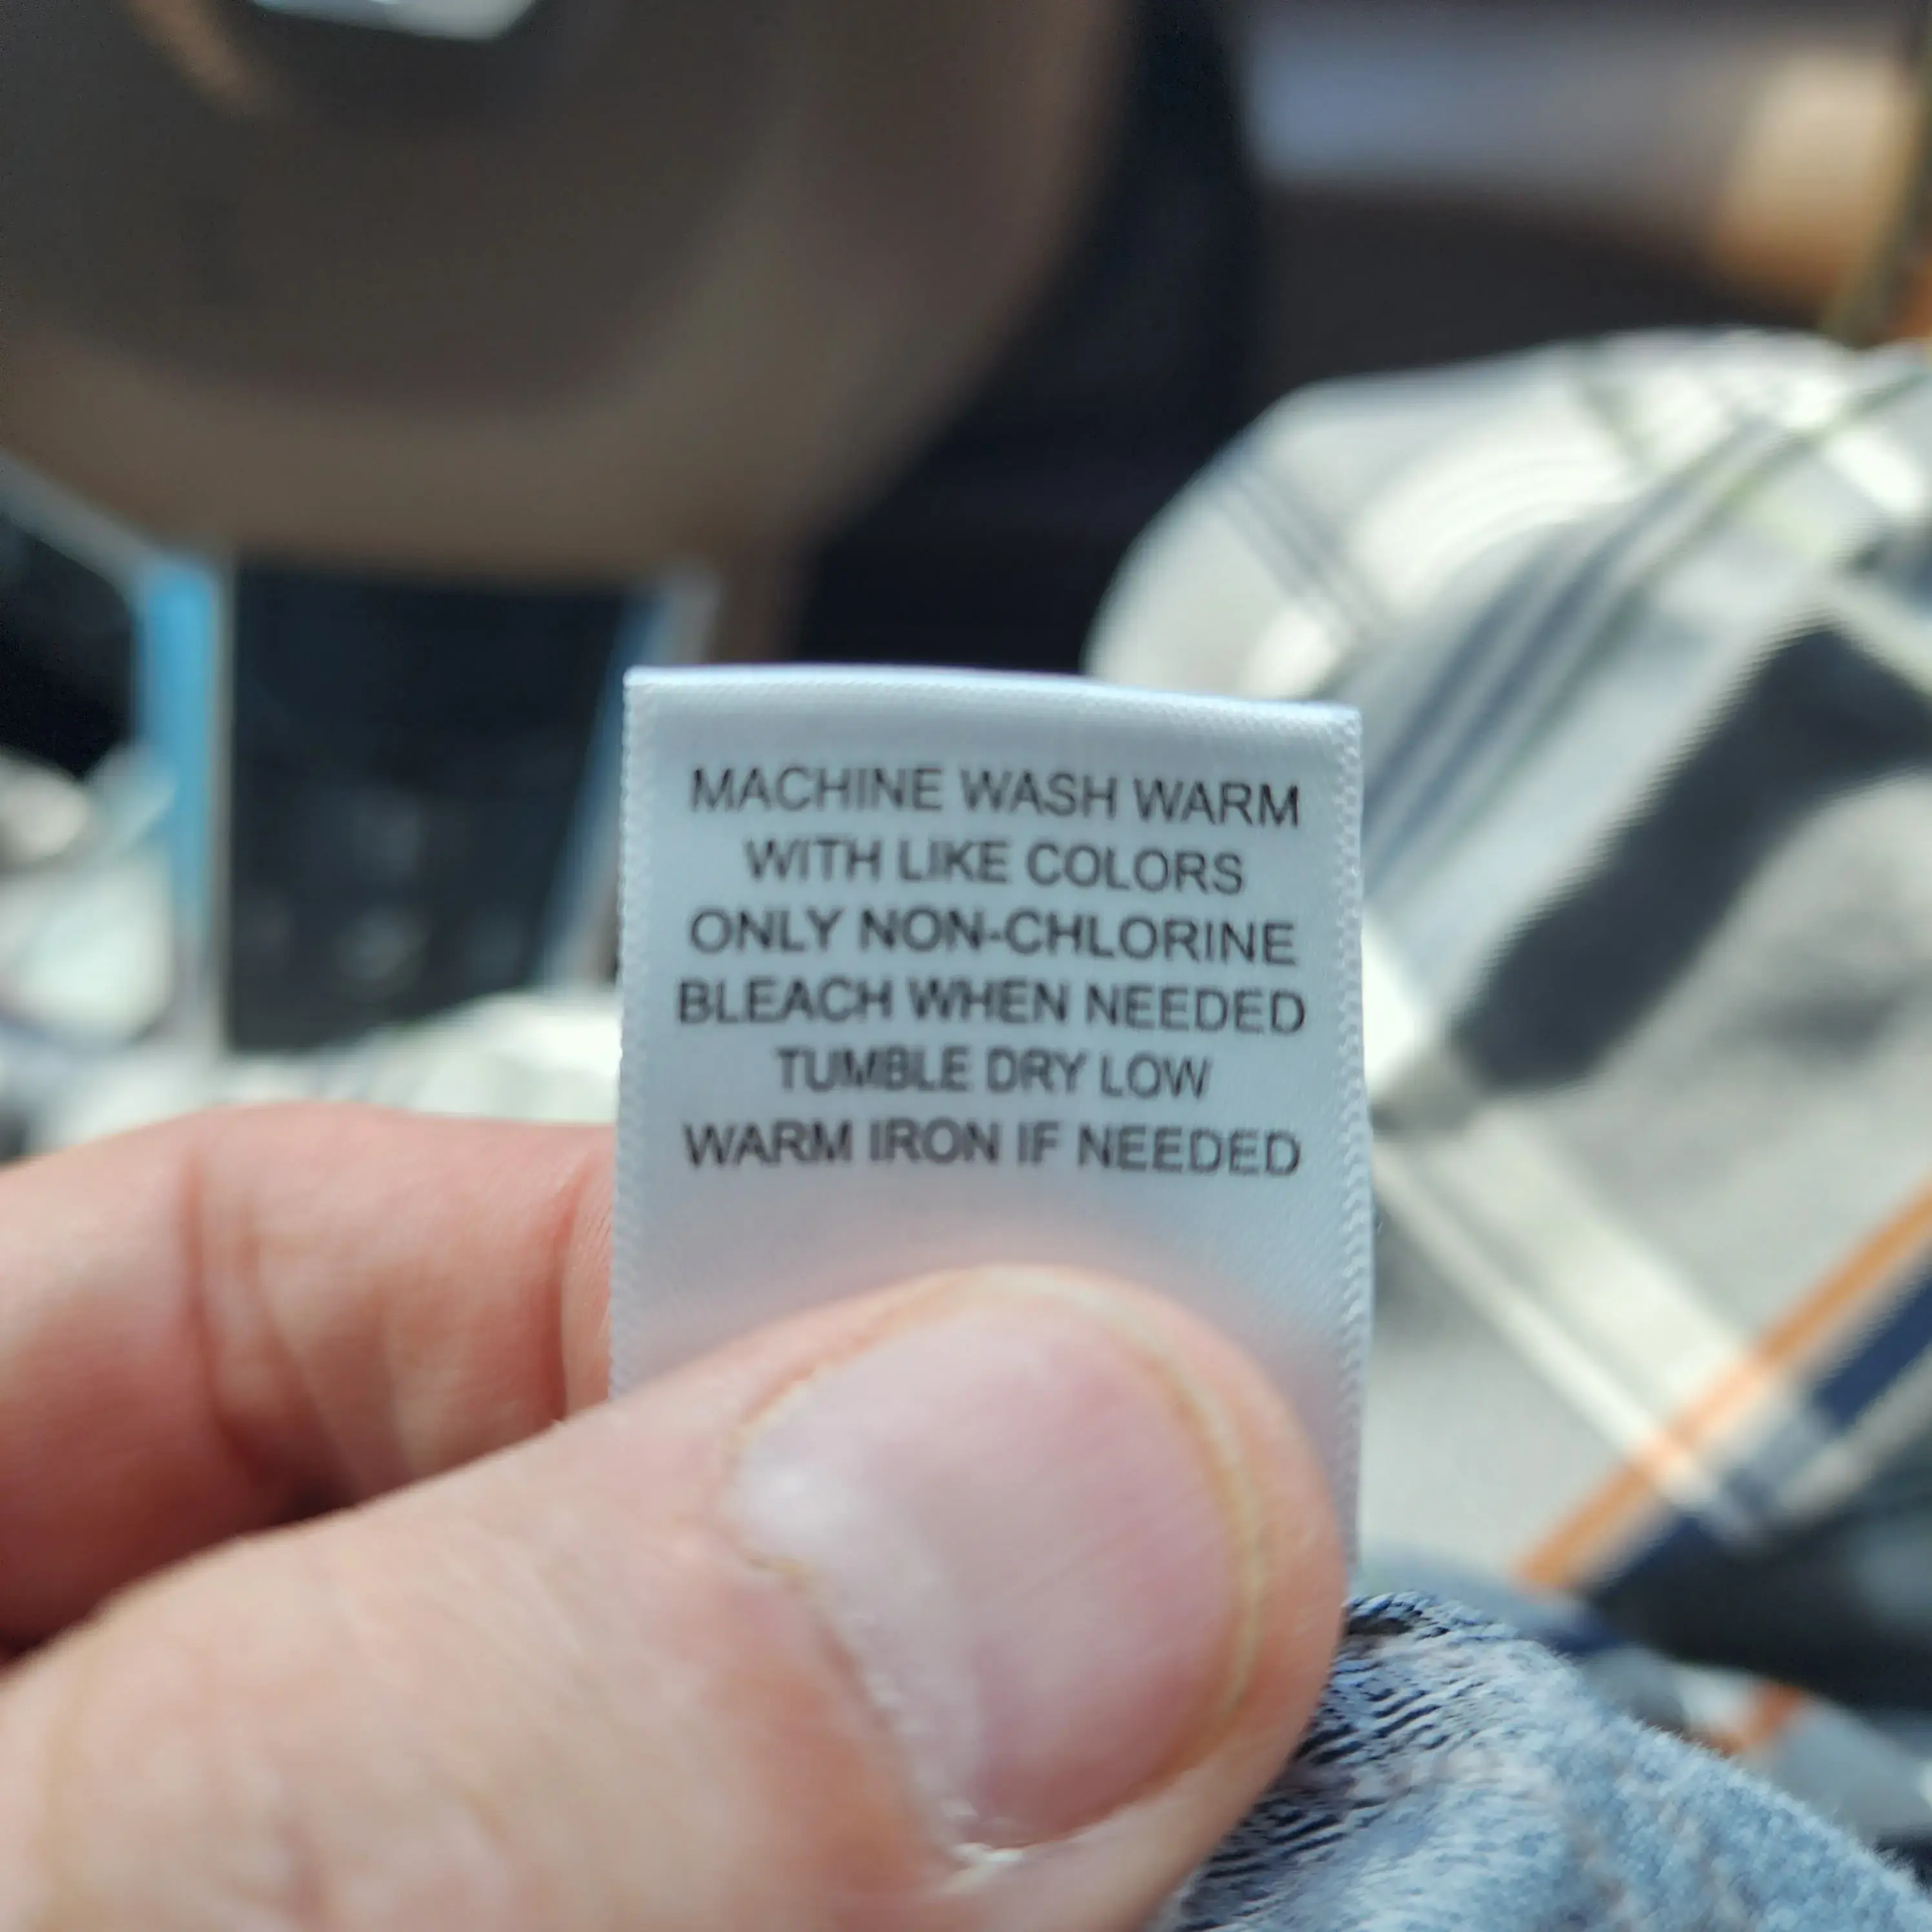 MACHINE WASH WARM
WITH LIKE COLORS
ONLY NON-CHLORINE
BLEACH WHEN NEEDED
TUMBLE DRY LOW
WARM IRON IF NEEDED